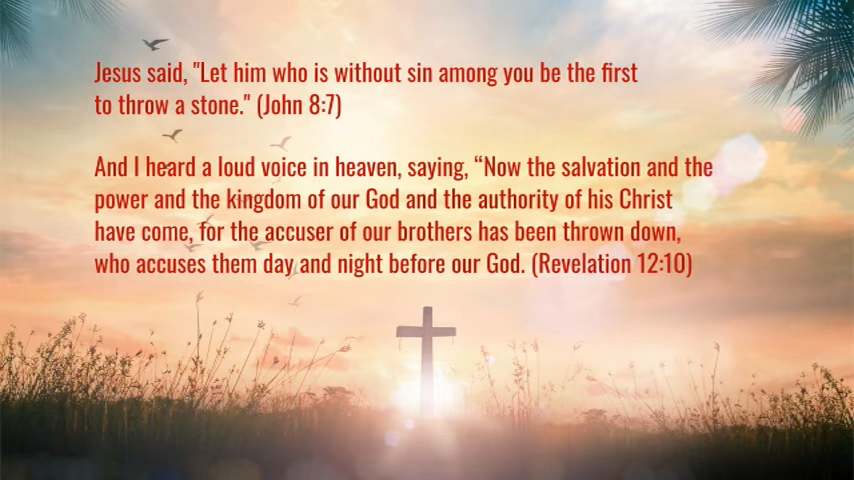 Jesus said, "Let him who is without sin among you be the first
to throw a stone." (John 8:7)
And I heard a loud voice in heaven, saying, “Now the salvation and the
power and the kingdom of our God and the authority of his Christ
have come, for the accuser of our brothers has been thrown down,
who accuses them day and night before our God. (Revelation 12:10)